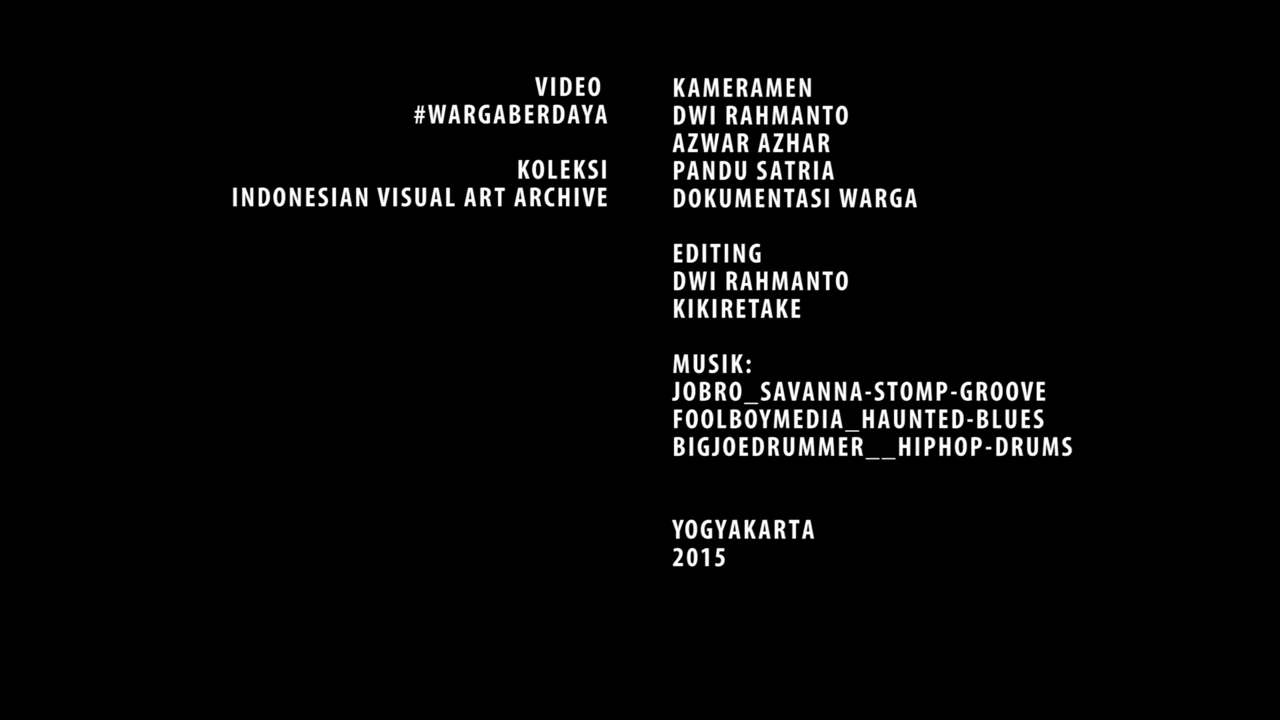 VIDEO
#WARGABERDAYA
KOLEKSI
INDONESIAN VISUAL ART ARCHIVE
KAMERAMEN
DWI RAHMANTO
AZWAR AZHAR
PANDU SATRIA
DOKUMENTASI WARGA
EDITING
DWI RAHMANTO
KIKIRETAKE
MUSIK:
JOBRO_SAVANNA-STOMP-GROOVE
FOOLBOYMEDIA_HAUNTED-BLUES
BIGJOEDRUMMER__HIPHOP-DRUMS
YOGYAKARTA
2015